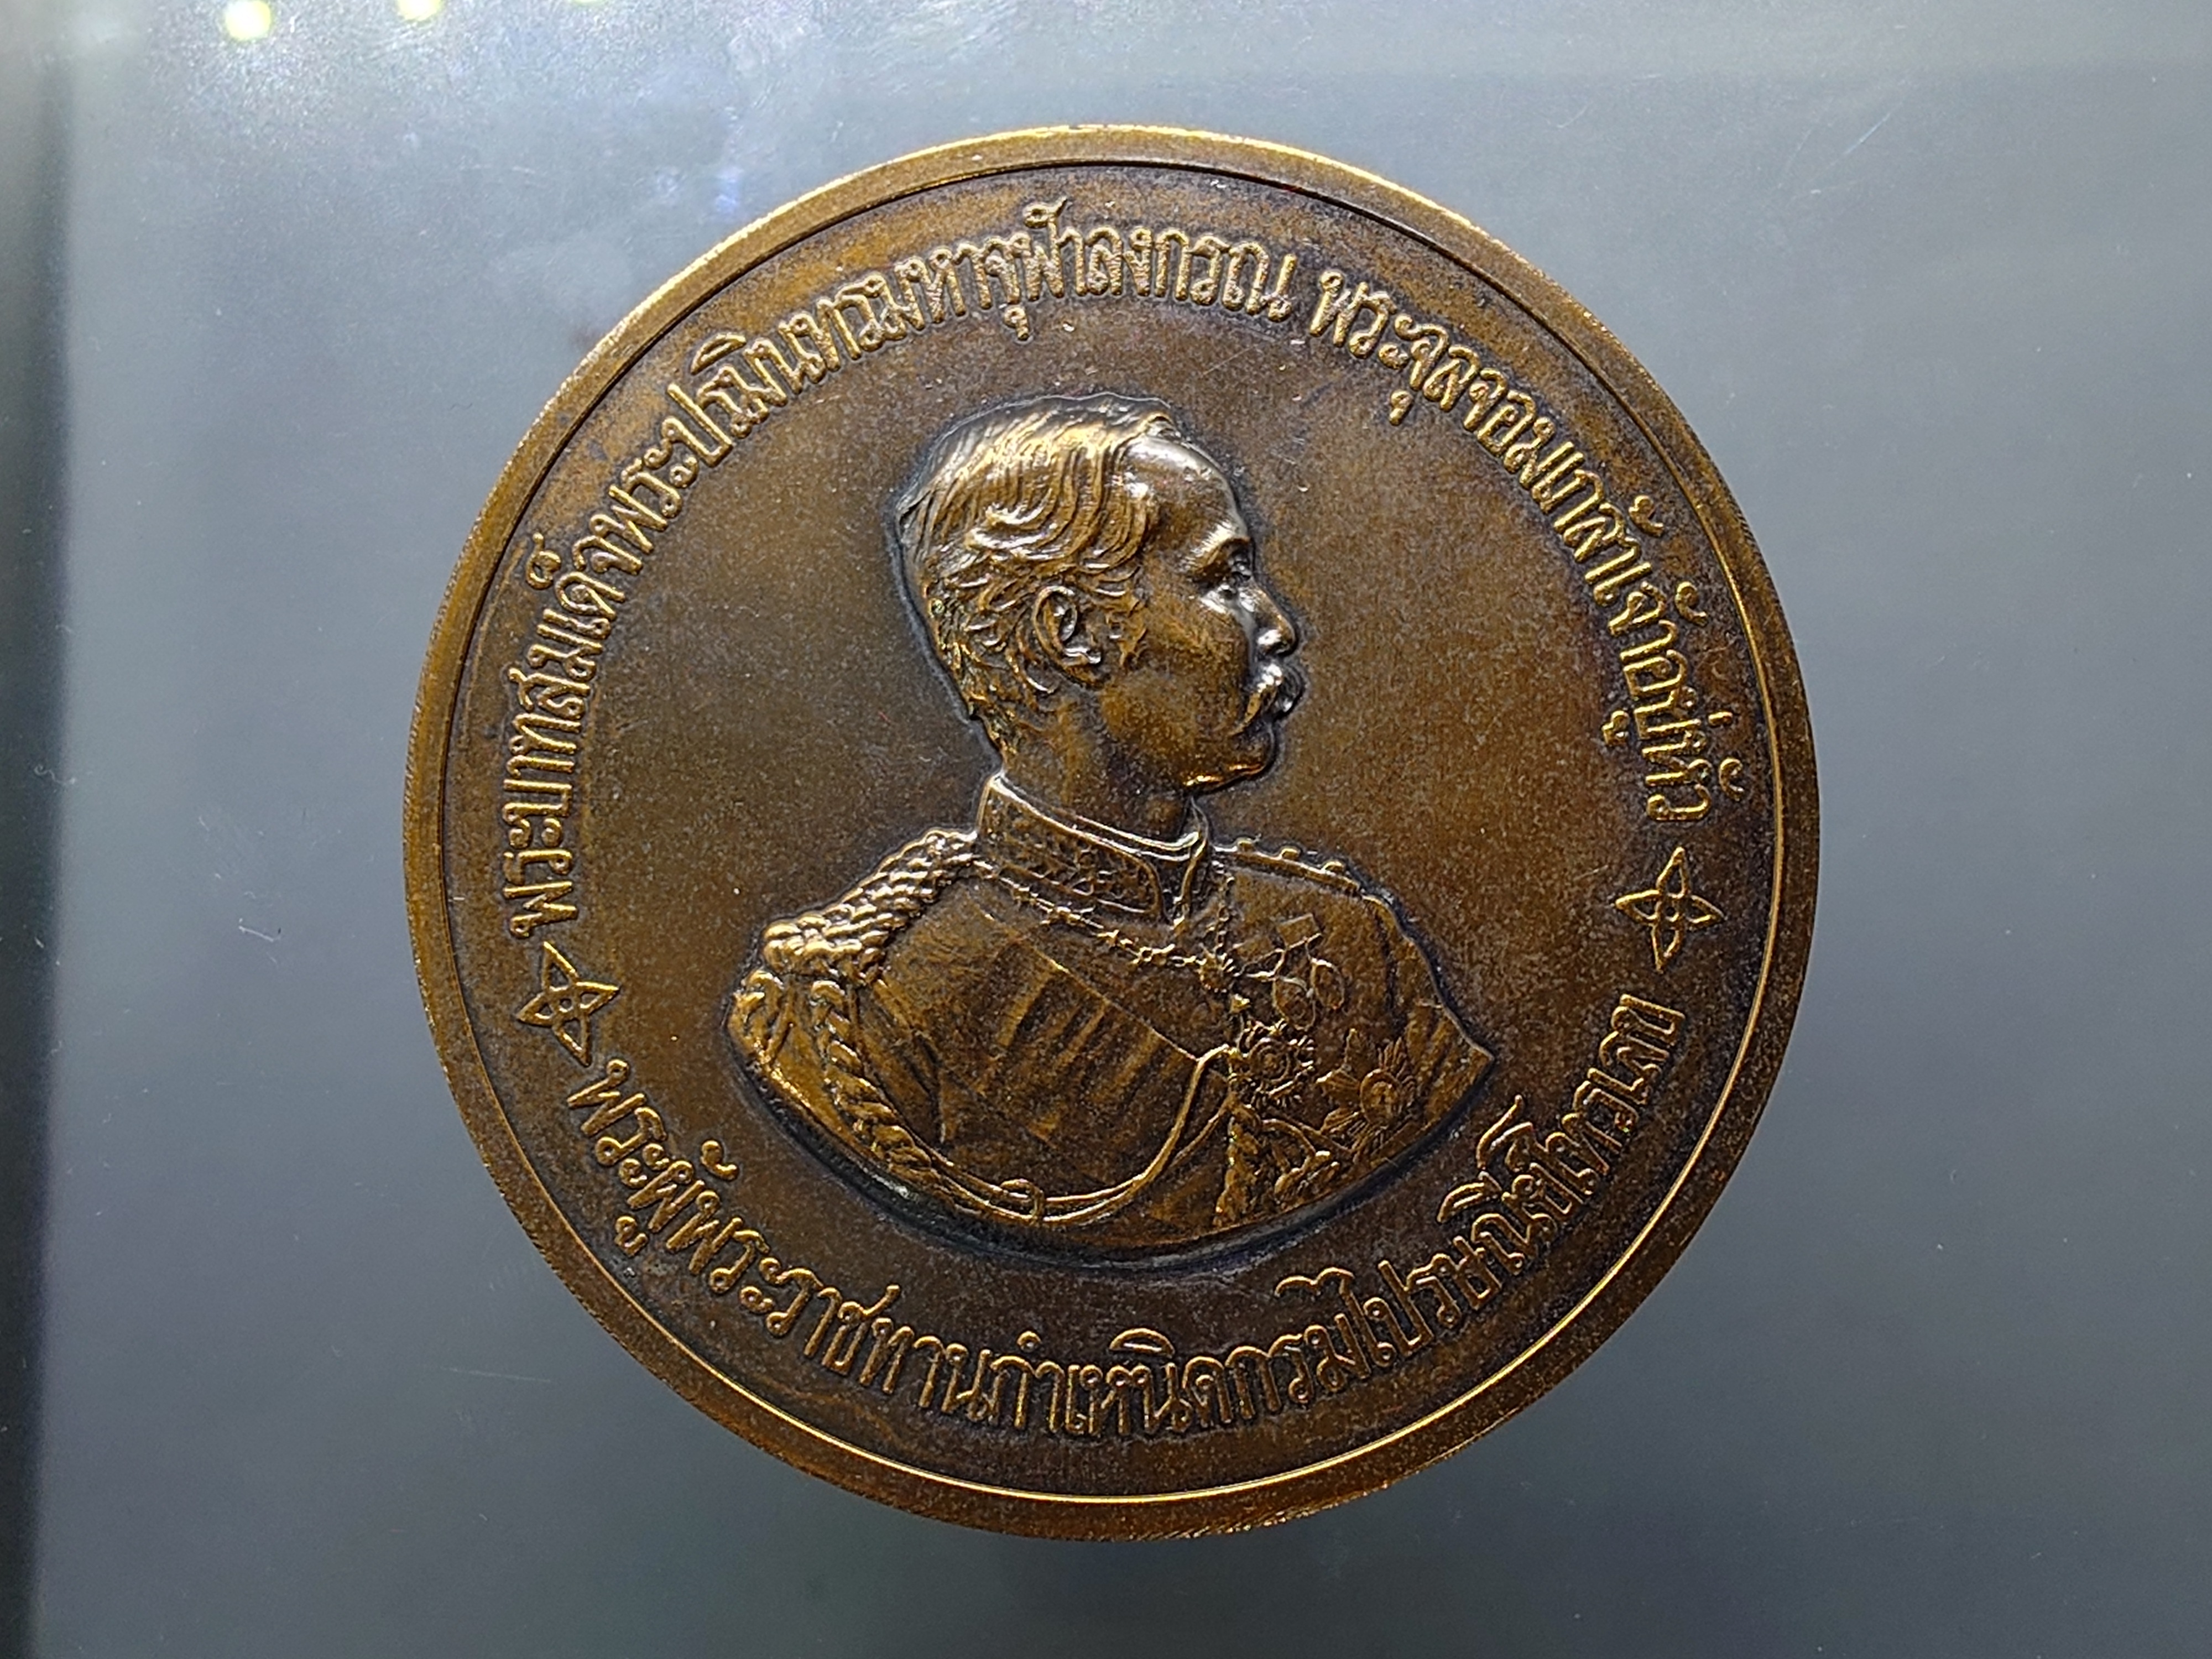 พระบาทสมเด็จพระปรมินทรมหาจุฬาลงกรณ พระจุลจอมเกล้าเจ้าอยู่หัว
พระผู้พระราชทานกำเหนิดกรมไปรษณีย์โทรเลข